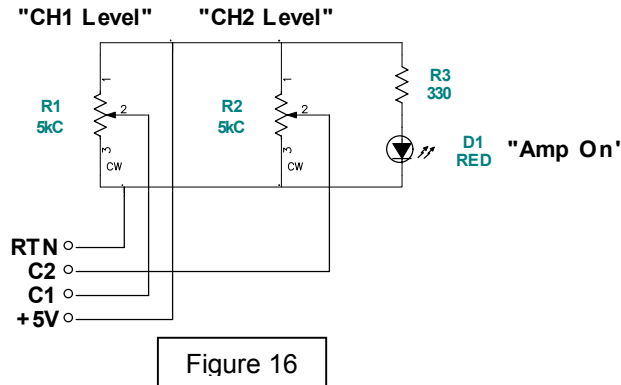 "CH1 Level" "CH2 Level"
1
R1
5kC
2
3
CW
1
R2
5kC
2
3
CW
R3
330
D1
RED
"Amp On'
RTN
C2
C1
+5V
Figure 16